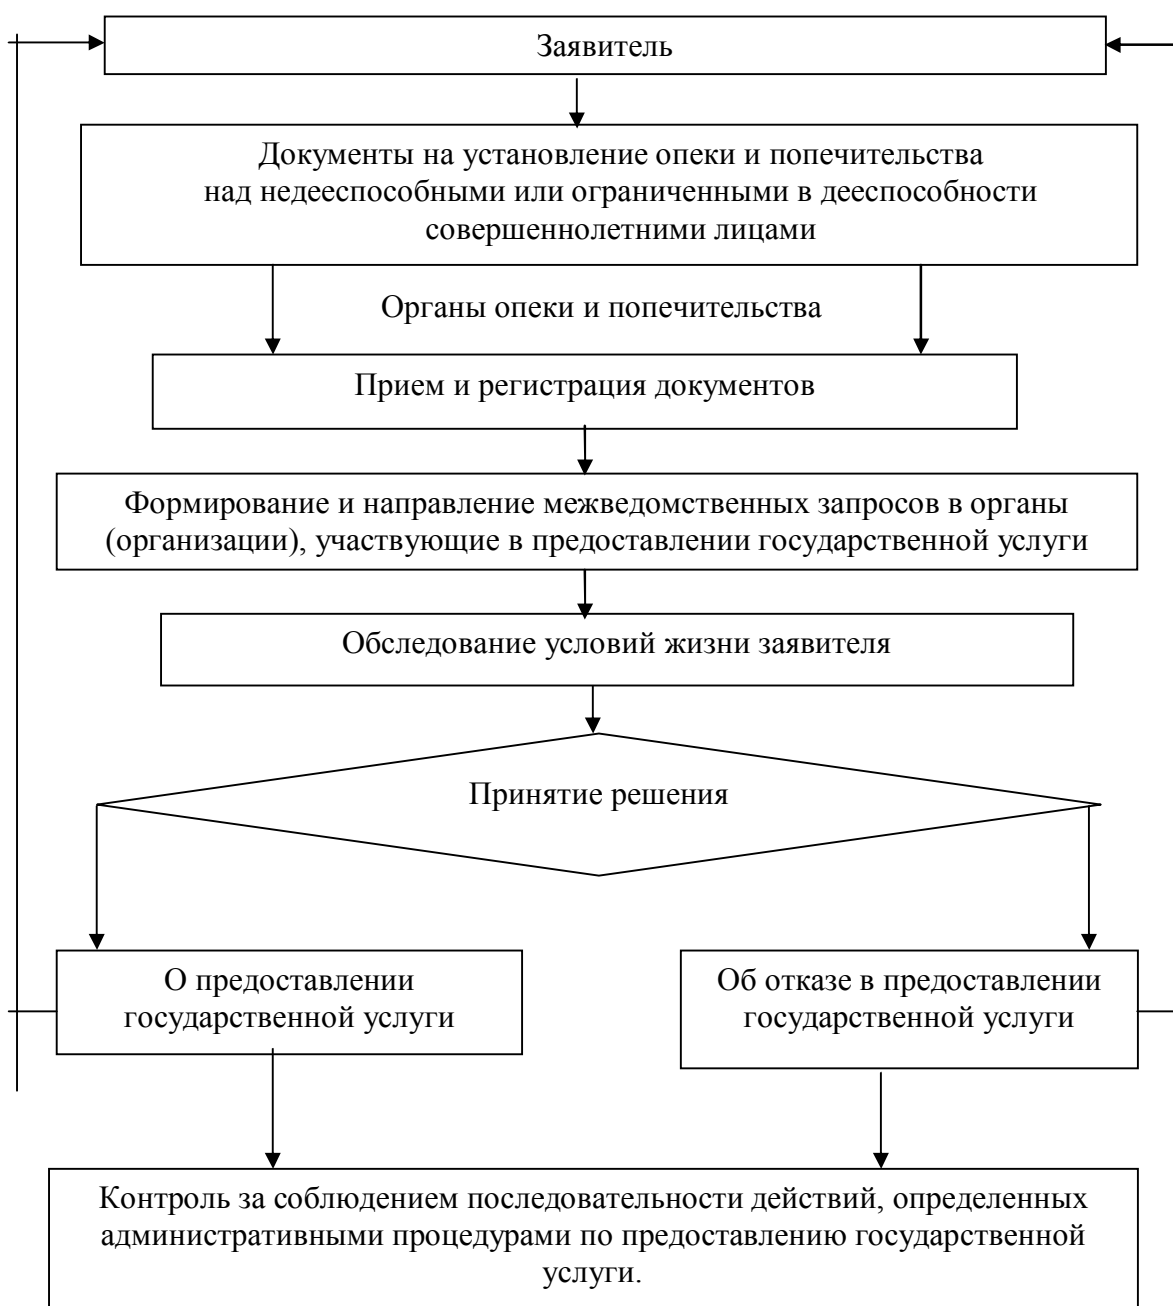 Заявитель
Документы на установление опеки и попечительства
над недееспособными или ограниченными в дееспособности
совершеннолетними лицами
Органы опеки и попечительства
Прием и регистрация документов
Формирование и направление межведомственных запросов в органы
(организации), участвующие в предоставлении государственной услуги
Обследование условий жизни заявителя
Принятие решения
О предоставлении
государственной услуги
Об отказе в предоставлении
государственной услуги
Контроль за соблюдением последовательности действий, определенных
административными процедурами по предоставлению государственной
услуги.